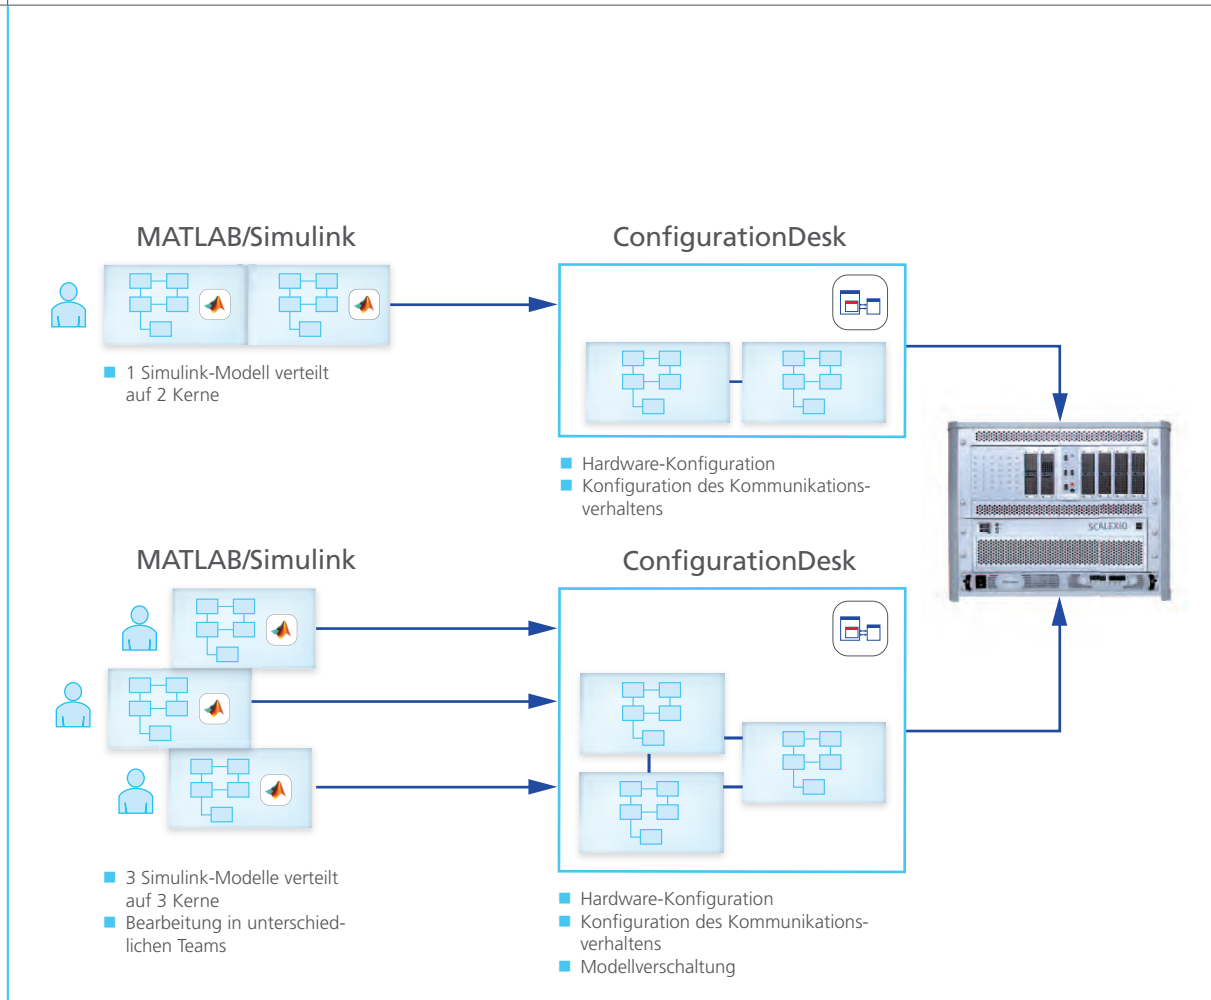 MATLAB/Simulink
ConfigurationDesk
1 Simulink-Modell verteilt
auf 2 Kerne
Hardware-Konfiguration
Konfiguration des Kommunikations-
verhaltens
SCALEXIO
MATLAB/Simulink
ConfigurationDesk
3 Simulink-Modelle verteilt
auf 3 Kerne
Bearbeitung in unterschied-
lichen Teams
Hardware-Konfiguration
Konfiguration des Kommunikations-
verhaltens
Modellverschaltung